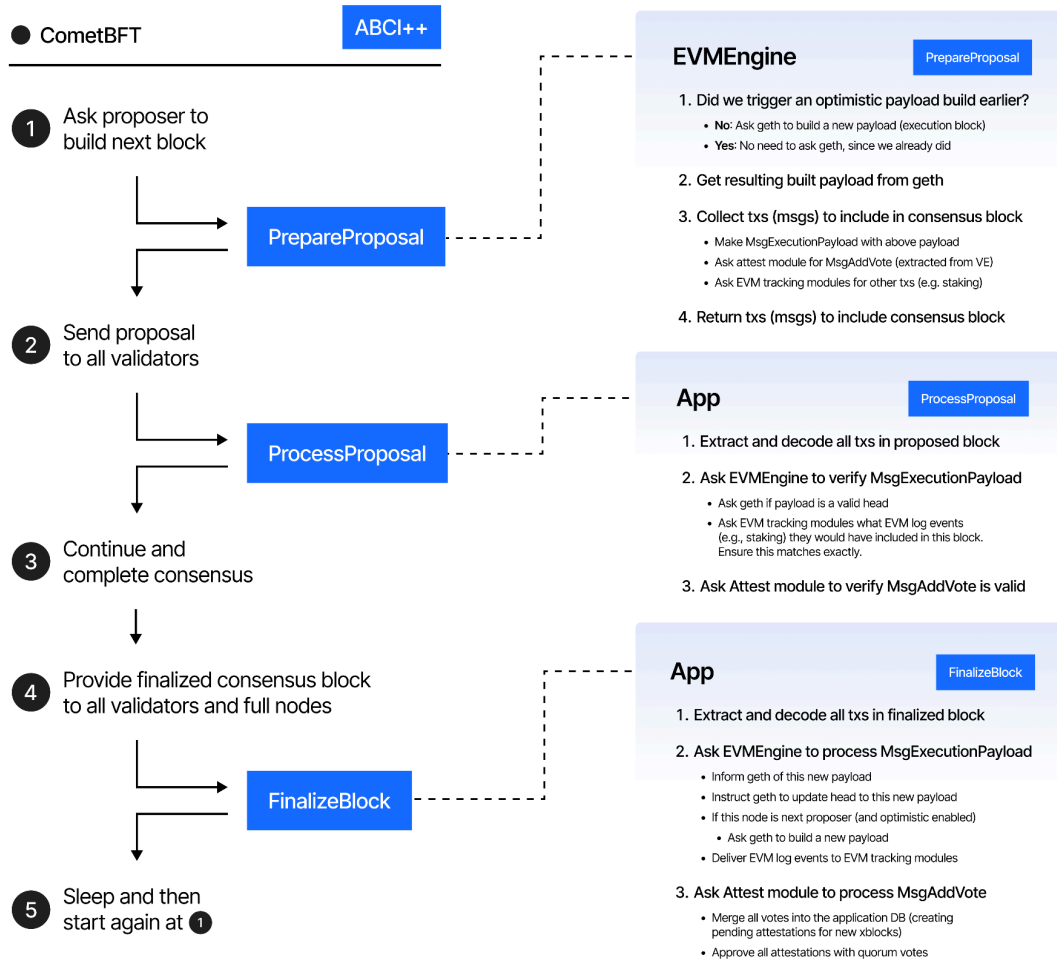 CometBFT
ABCI++
1
Ask proposer to
build next block
PrepareProposal
2
Send proposal
to all validators
ProcessProposal
3
Continue and
complete consensus
4
Provide finalized consensus block
to all validators and full nodes
FinalizeBlock
5
Sleep and then
start again at 1
EVMEngine
PrepareProposal
1. Did we trigger an optimistic payload build earlier?
• No: Ask geth to build a new payload (execution block)
• Yes: No need to ask geth, since we already did
2. Get resulting built payload from geth
3. Collect txs (msgs) to include in consensus block
• Make MsgExecutionPayload with above payload
• Ask attest module for MsgAddVote (extracted from VE)
• Ask EVM tracking modules for other txs (e.g. staking)
4. Return txs (msgs) to include consensus block
App
ProcessProposal
1. Extract and decode all txs in proposed block
2. Ask EVMEngine to verify MsgExecutionPayload
• Ask geth if payload is a valid head
• Ask EVM tracking modules what EVM log events
(e.g., staking) they would have included in this block.
Ensure this matches exactly.
3. Ask Attest module to verify MsgAddVote is valid
App
FinalizeBlock
1. Extract and decode all txs in finalized block
2. Ask EVMEngine to process MsgExecutionPayload
• Inform geth of this new payload
• Instruct geth to update head to this new payload
• If this node is next proposer (and optimistic enabled)
• Ask geth to build a new payload
• Deliver EVM log events to EVM tracking modules
3. Ask Attest module to process MsgAddVote
• Merge all votes into the application DB (creating
pending attestations for new xblocks)
• Approve all attestations with quorum votes